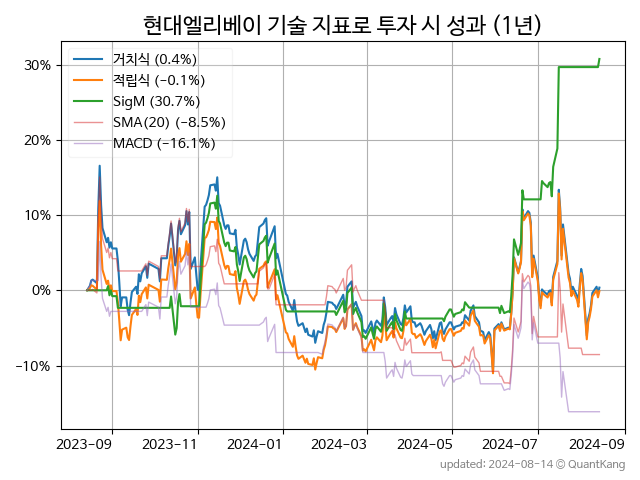 현대엘리베이 기술 지표로 투자 시 성과 (1년)
거치식 (0.4%)
적립식 (−0.1%)
SigM (30.7%)
SMA(20) (−8.5%)
MACD (−16.1%)
30%
20%
10%
0%
−10%
2023-09 2023-11 2024-01 2024-03 2024-05 2024-07 2024-09
updated: 2024-08-14 © QuantKang